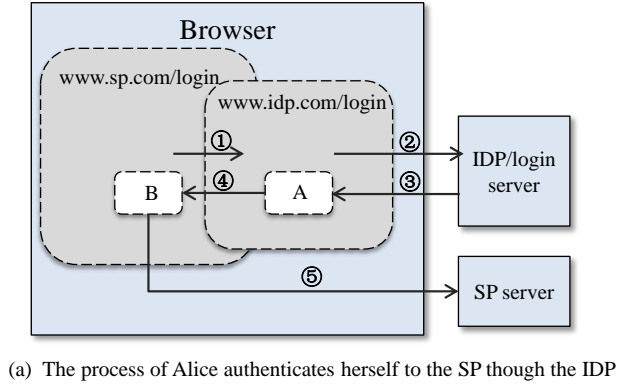 Browser
www.sp.com/login
www.idp.com/login
① ②
IDP/login
server
④ ③
B A
⑤
SP server
(a) The process of Alice authenticates herself to the SP though the IDP